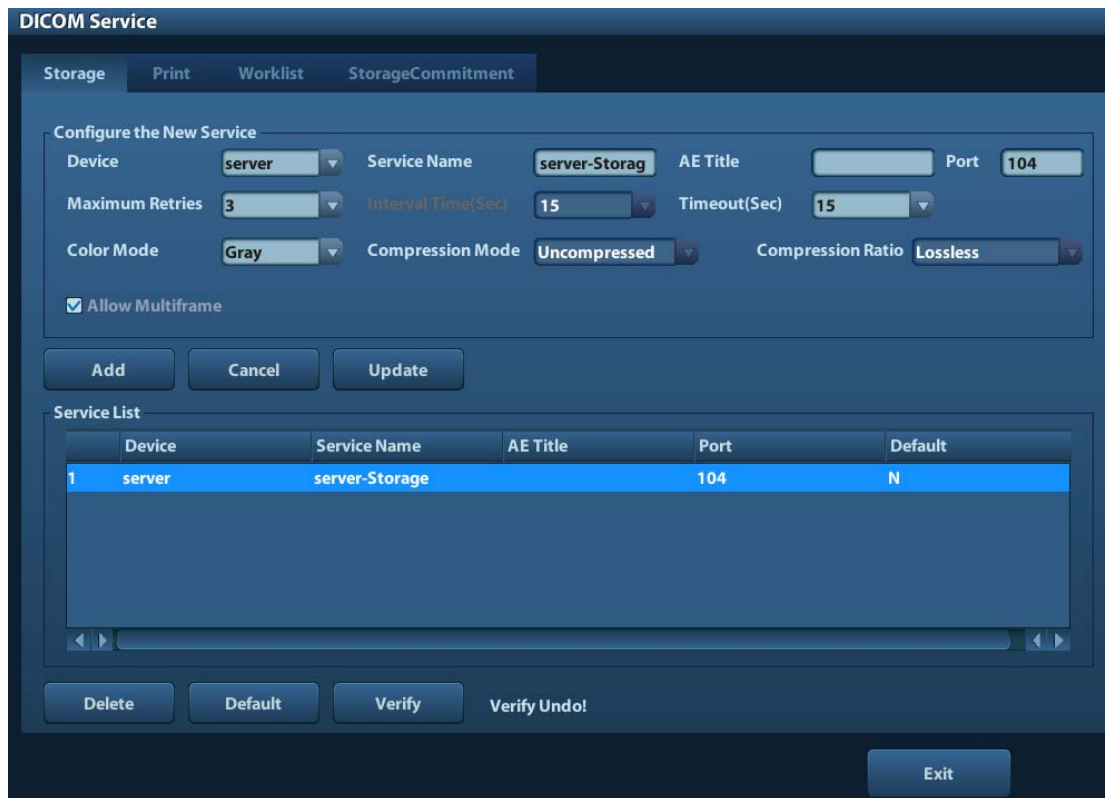 DICOM Service
Storage Print Worklist StorageCommitment
Configure the New Service
Device server Service Name server-Storag AE Title Port 104
Maximum Retries 3 Interval Time(Sec) 15 Timeout(Sec) 15
Color Mode Gray Compression Mode Uncompressed Compression Ratio Lossless
Allow Multiframe
Add Cancel Update
Service List
Device Service Name AE Title Port Default
1 server server-Storage 104 N
Delete Default Verify Verify Undo!
Exit